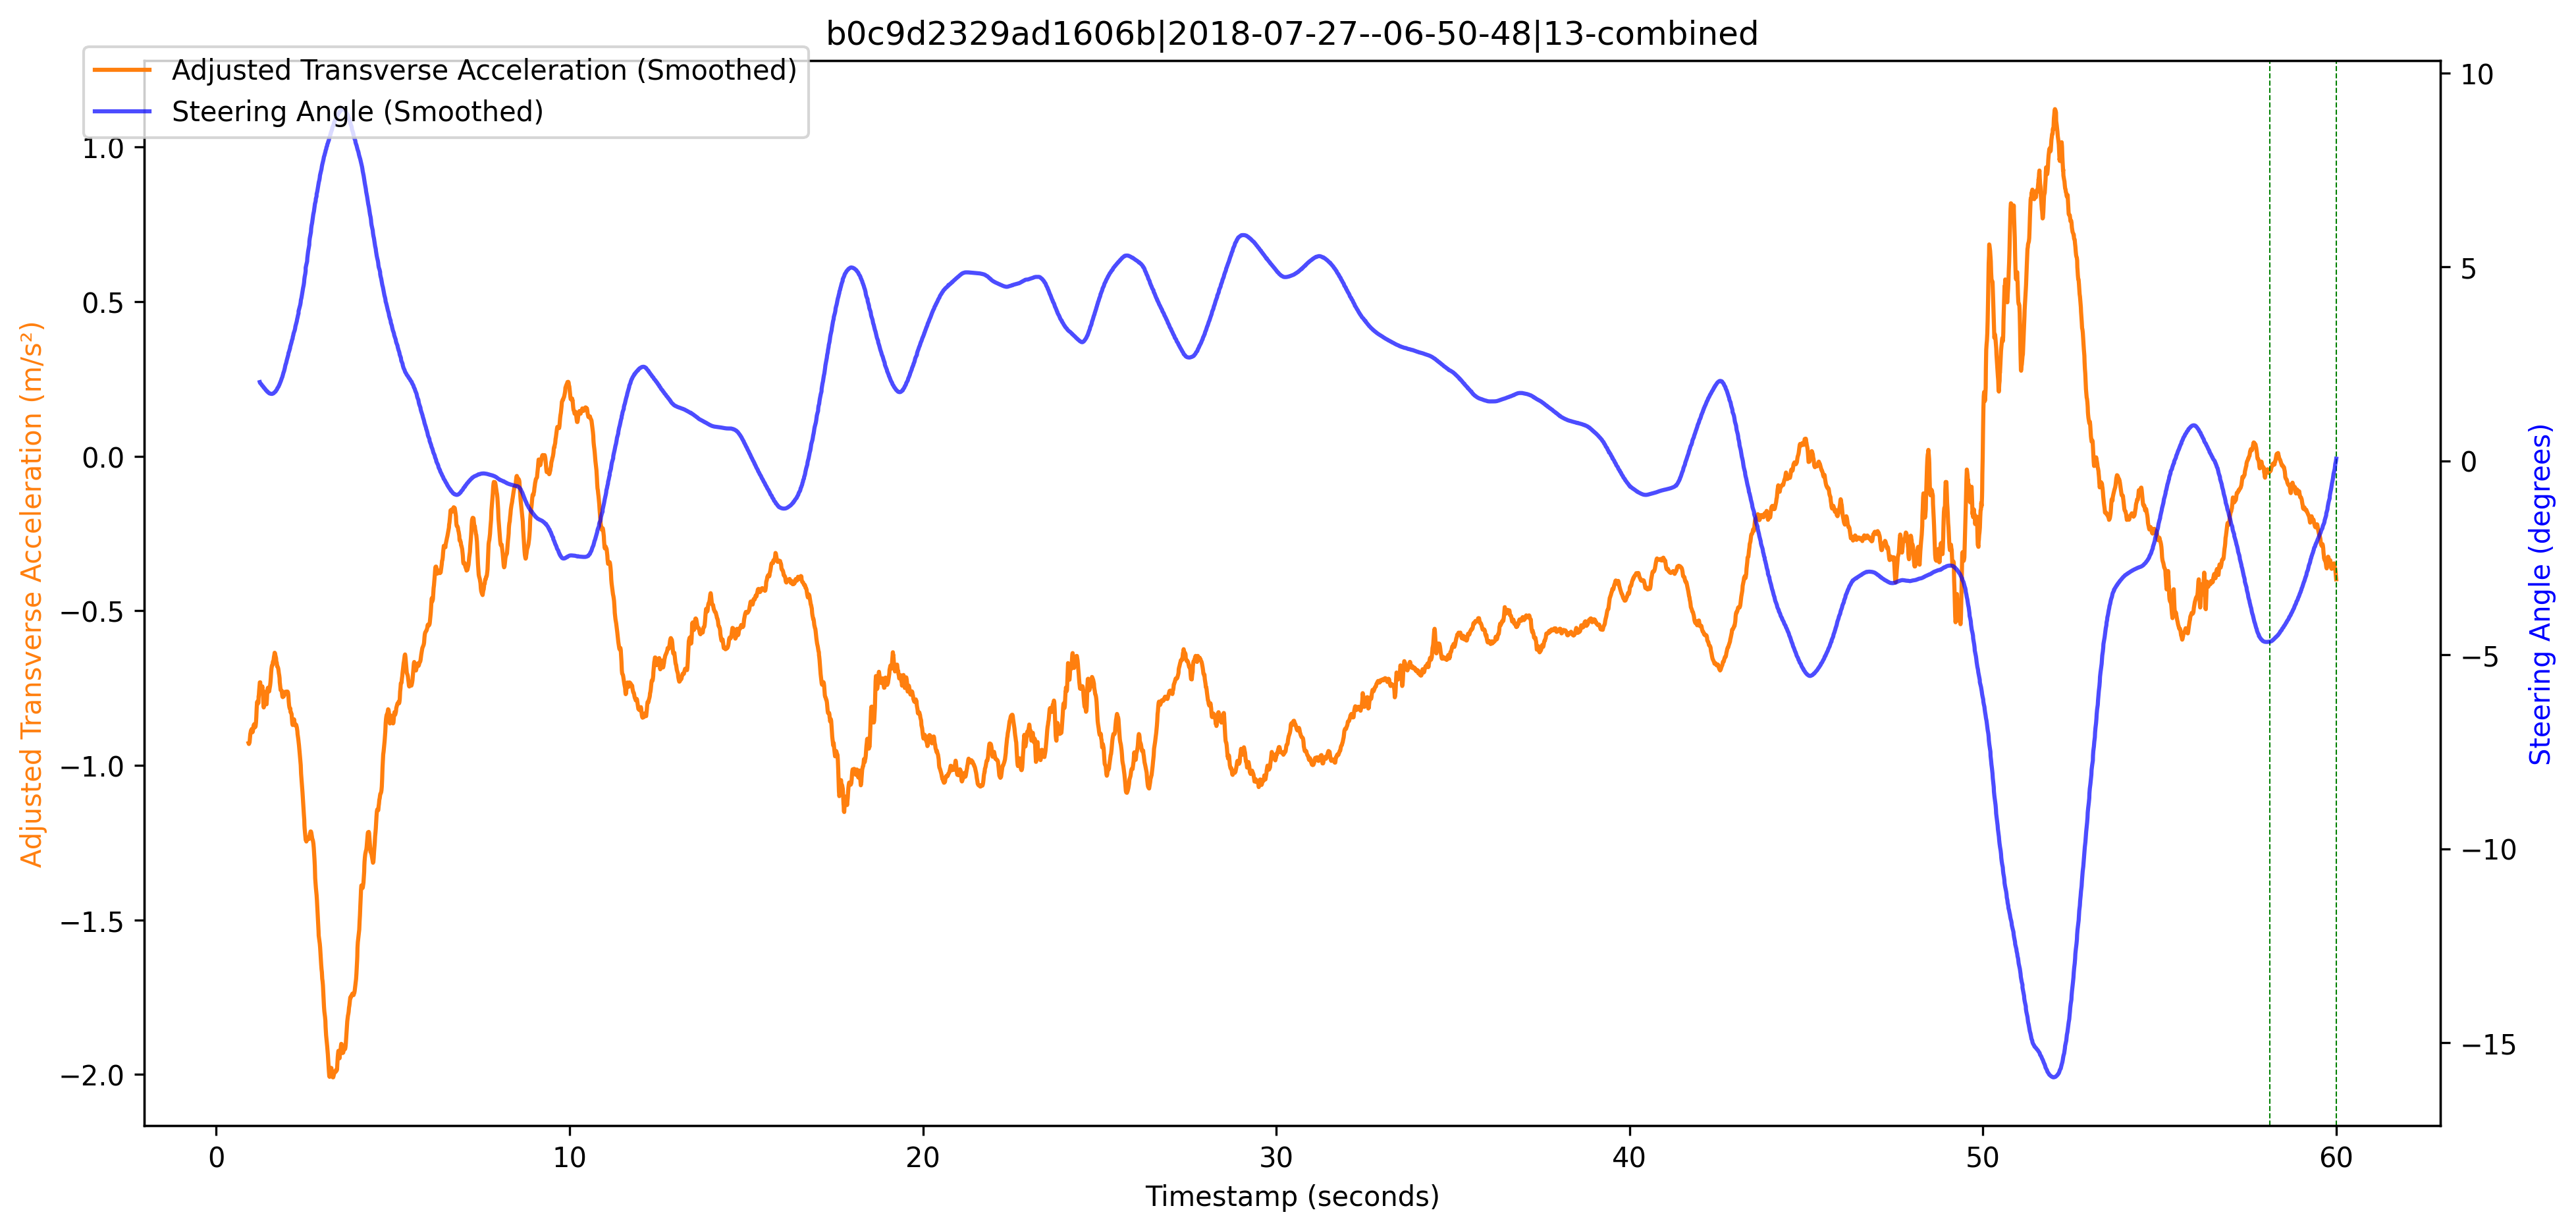 b0c9d2329ad1606b|2018-07-27--06-50-48|13-combined
Adjusted Transverse Acceleration (Smoothed)
Steering Angle (Smoothed)
1.0
0.5
0.0
−0.5
−1.0
−1.5
−2.0
Adjusted Transverse Acceleration (m/s²)
10
5
0
−5
−10
−15
Steering Angle (degrees)
0 10 20 30 40 50 60
Timestamp (seconds)